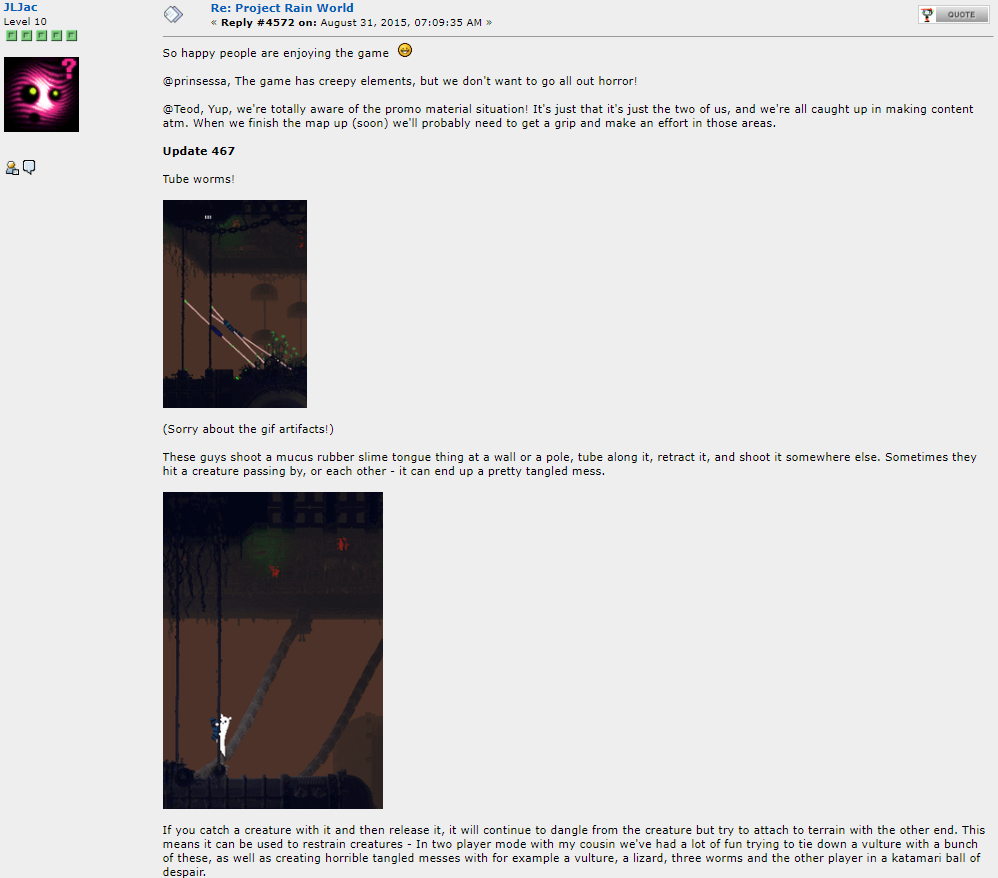 JLJac
Level 10
Re: Project Rain World
« Reply #4572 on: August 31, 2015, 07:09:35 AM »
QUOTE
So happy people are enjoying the game
@prinsessa, The game has creepy elements, but we don't want to go all out horror!
@Teod, Yup, we're totally aware of the promo material situation! It's just that it's just the two of us, and we're all caught up in making content
atm. When we finish the map up (soon) we'll probably need to get a grip and make an effort in those areas.
Update 467
Tube worms!
(Sorry about the gif artifacts!)
These guys shoot a mucus rubber slime tongue thing at a wall or a pole, tube along it, retract it, and shoot it somewhere else. Sometimes they
hit a creature passing by, or each other - it can end up a pretty tangled mess.
If you catch a creature with it and then release it, it will continue to dangle from the creature but try to attach to terrain with the other end. This
means it can be used to restrain creatures - In two player mode with my cousin we've had a lot of fun trying to tie down a vulture with a bunch
of these, as well as creating horrible tangled messes with for example a vulture, a lizard, three worms and the other player in a katamari ball of
despair.